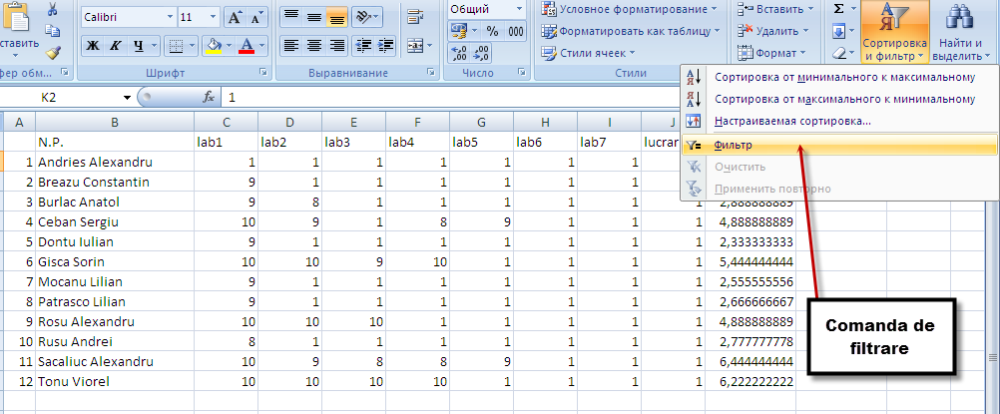 Calibri 11 Общий Условное форматирование Вставить Σ
ставить Ж К Ч % 000 Форматировать как таблицу Удалить Сортировка и фильтр Найти и выделить
Стили ячеек Формат
фер обм... Шрифт Выравнивание Число Стили
Сортировка от минимального к максимальному
Сортировка от максимального к минимальному
Настраиваемая сортировка...
Фильтр
Очистить
Применить повторно
K2 fx 1
A B C D E F G H I J
N.P. lab1 lab2 lab3 lab4 lab5 lab6 lab7 lucrar
1 Andries Alexandru 1 1 1 1 1 1 1
2 Breazu Constantin 9 1 1 1 1 1 1
3 Burlac Anatol 9 8 1 1 1 1 1 1 2,888888889
4 Ceban Sergiu 10 9 1 8 9 1 1 1 4,888888889
5 Dontu Iulian 9 1 1 1 1 1 1 1 2,333333333
6 Gisca Sorin 10 10 9 10 1 1 1 1 5,444444444
7 Mocanu Lilian 9 1 1 1 1 1 1 1 2,555555556
8 Patrasco Lilian 9 1 1 1 1 1 1 1 2,666666667
9 Rosu Alexandru 10 10 10 1 1 1 1 1 4,888888889
10 Rusu Andrei 8 1 1 1 1 1 1 1 2,777777778
11 Sacaliuc Alexandru 10 9 8 8 9 1 1 1 6,444444444
12 Tonu Viorel 10 10 10 10 1 1 1 1 6,222222222
Comanda de
filtrare